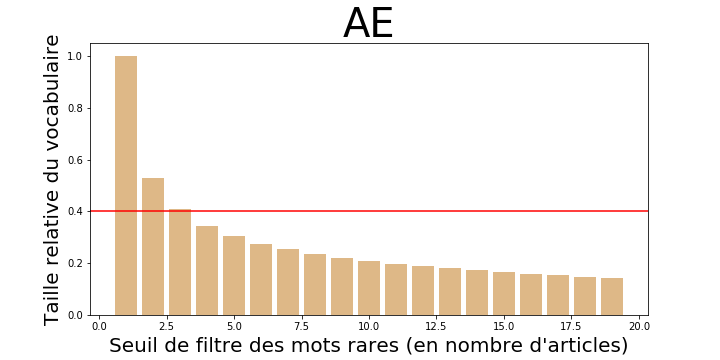 AE
Taille relative du vocabulaire
1.0
0.8
0.6
0.4
0.2
0.0
0.0 2.5 5.0 7.5 10.0 12.5 15.0 17.5 20.0
Seuil de filtre des mots rares (en nombre d'articles)